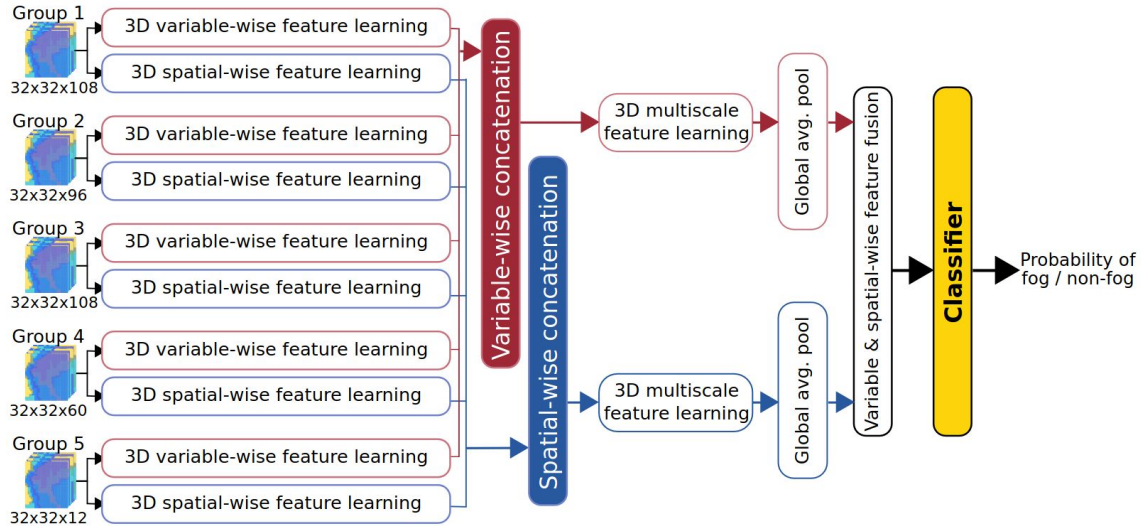 Group 1
32x32x108
3D variable-wise feature learning
3D spatial-wise feature learning
Group 2
32x32x96
3D variable-wise feature learning
3D spatial-wise feature learning
Group 3
32x32x108
3D variable-wise feature learning
3D spatial-wise feature learning
Group 4
32x32x60
3D variable-wise feature learning
3D spatial-wise feature learning
Group 5
32x32x12
3D variable-wise feature learning
3D spatial-wise feature learning
Variable-wise concatenation
Spatial-wise concatenation
3D multiscale
feature learning
Global avg. pool
3D multiscale
feature learning
Global avg. pool
Variable & spatial-wise feature fusion
Classifier
Probability of
fog / non-fog